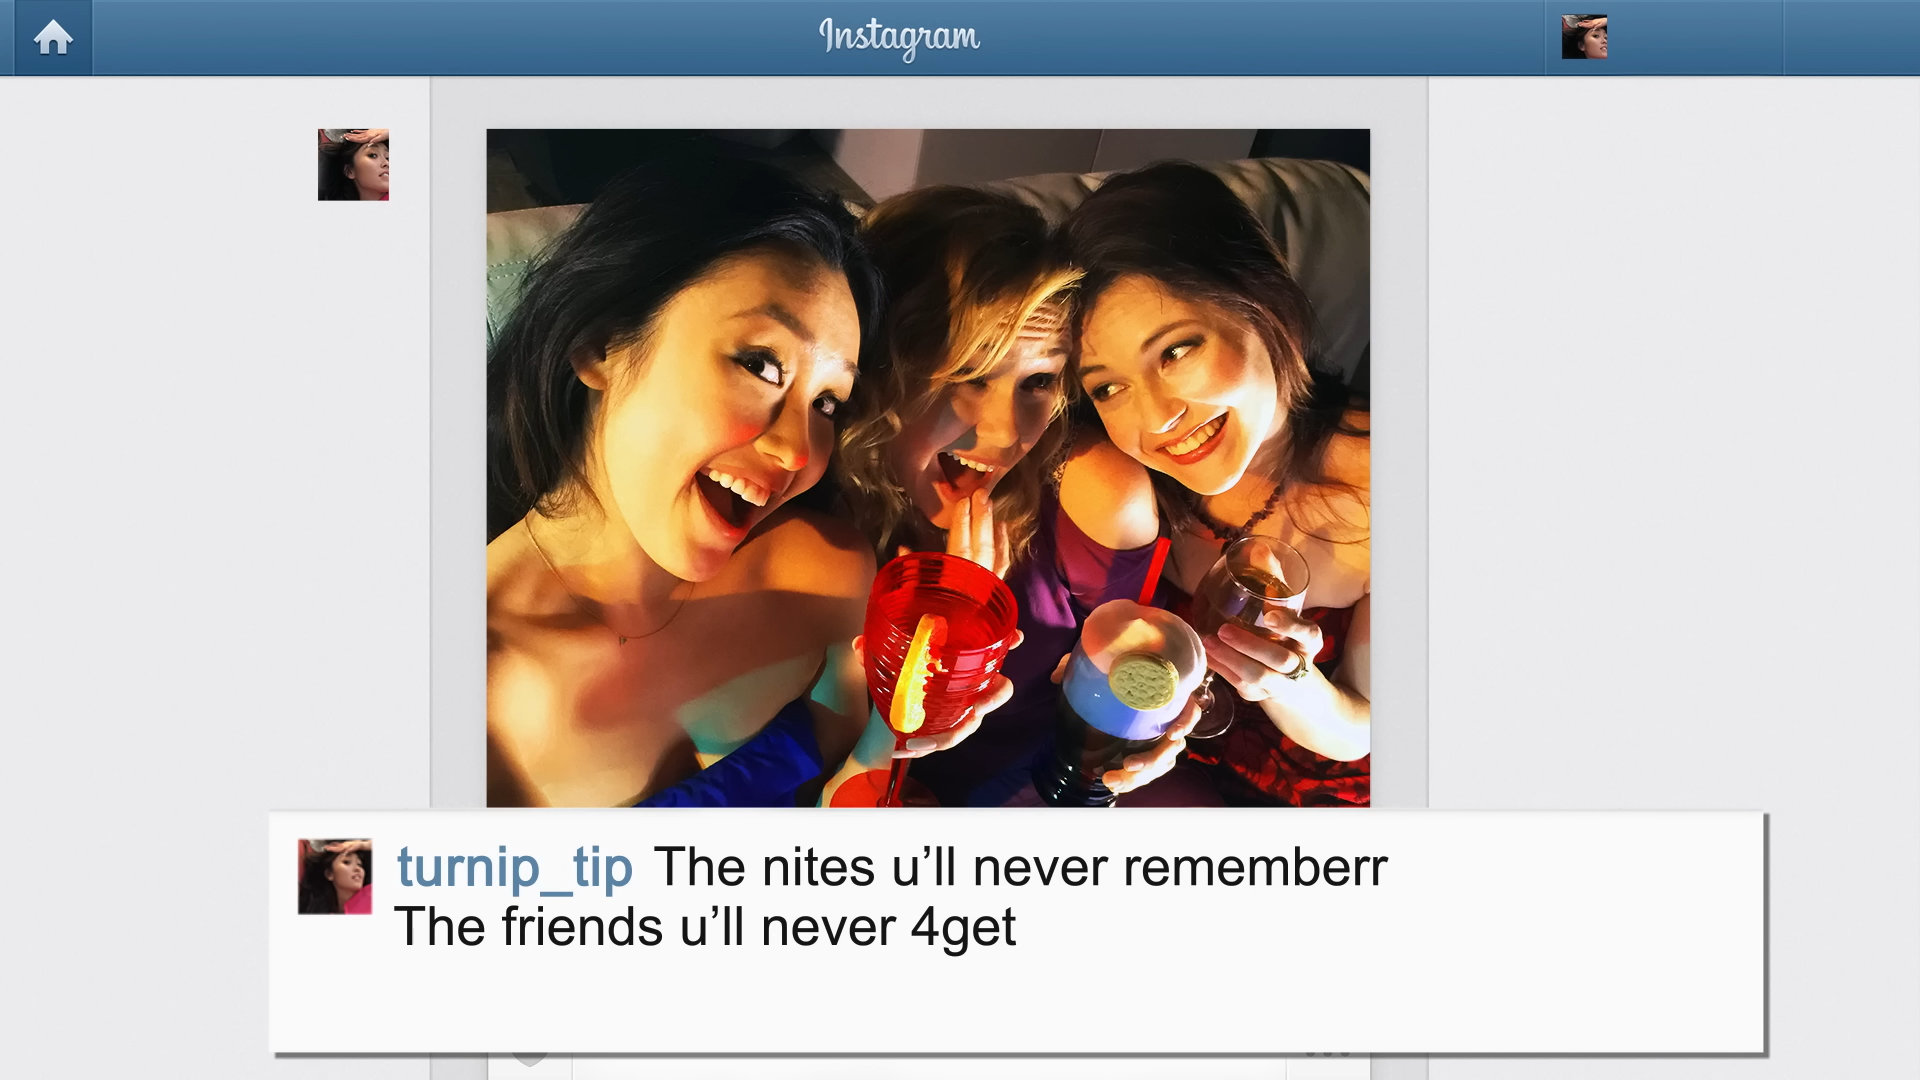 Instagram
turnip_tip The nites u’ll never rememberr
The friends u’ll never 4get